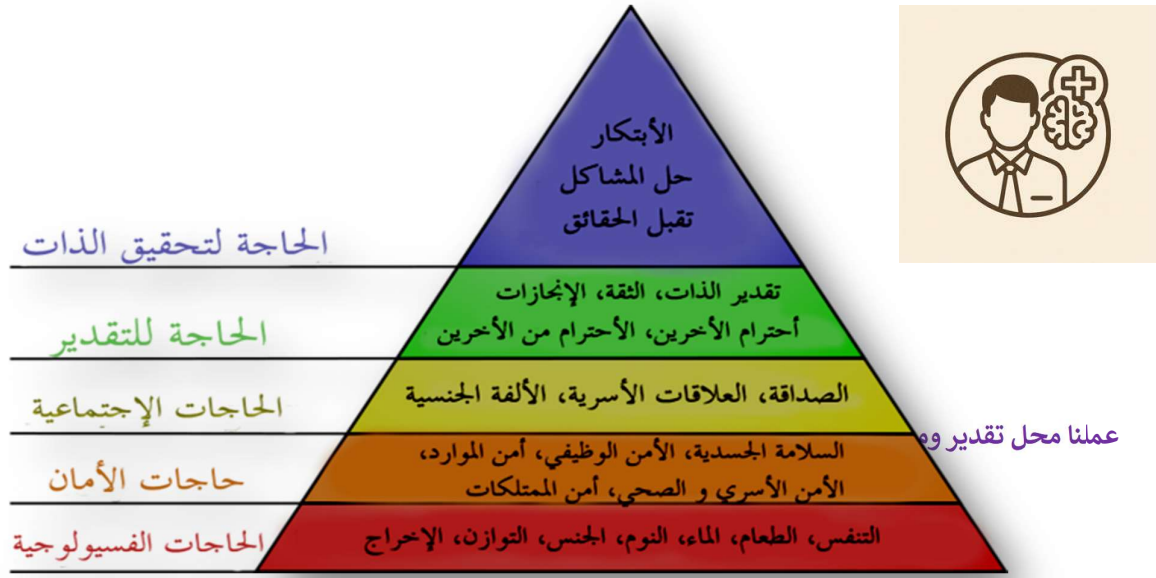 الأبتكار
حل المشاكل
تقبل الحقائق
الحاجة لتحقيق الذات
تقدير الذات، الثقة، الإنجازات
أحترام الأخرين، الأحترام من الأخرين
الحاجة للتقدير
الصداقة، العلاقات الأسرية، الألفة الجنسية
الحاجات الإجتماعية
عملنا محل تقدير
السلامة الجسدية، الأمن الوظيفي، أمن الموارد،
الأمن الأسري و الصحي، أمن الممتلكات
حاجات الأمان
التنفس، الطعام، الماء، النوم، الجنس، التوازن، الإخراج
الحاجات الفسيولوجية